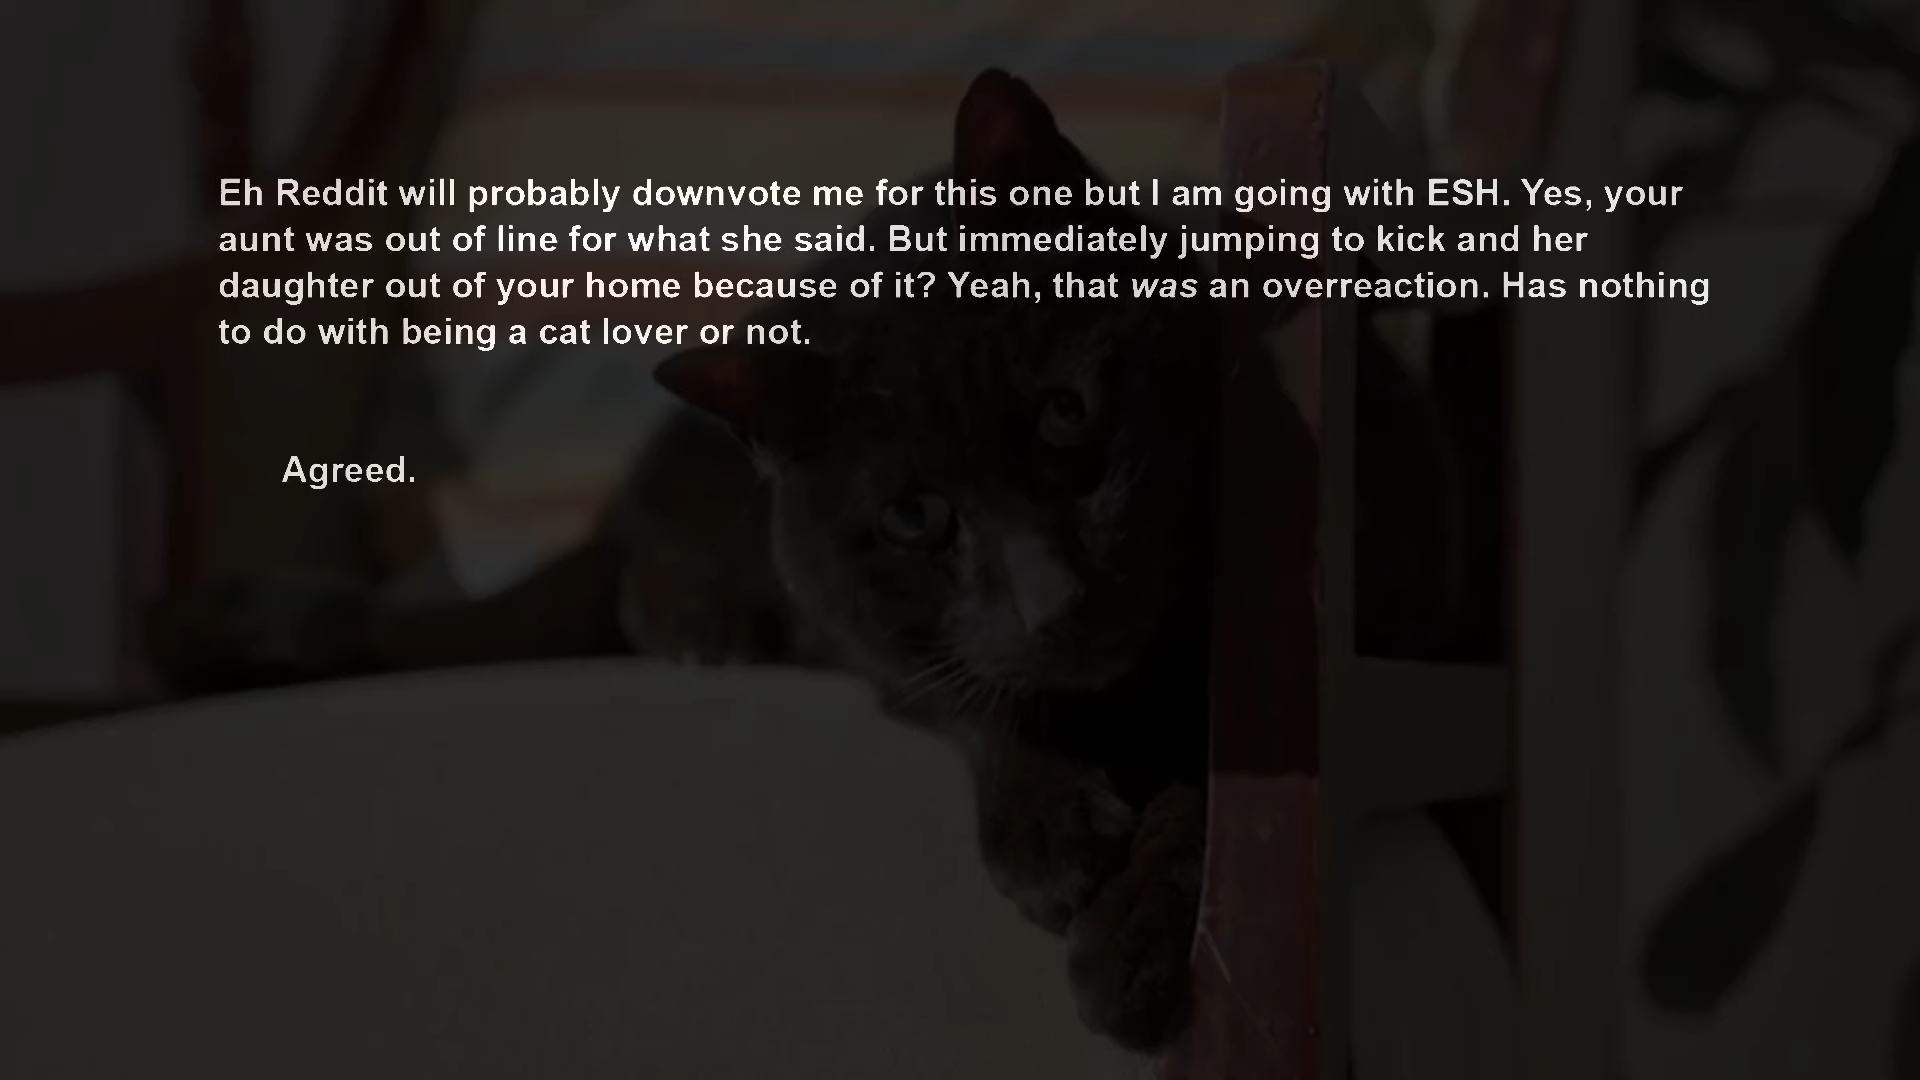 Eh Reddit will probably downvote me for this one but I am going with ESH. Yes, your
aunt was out of line for what she said. But immediately jumping to kick and her
daughter out of your home because of it? Yeah, that was an overreaction. Has nothing
to do with being a cat lover or not.
Agreed.